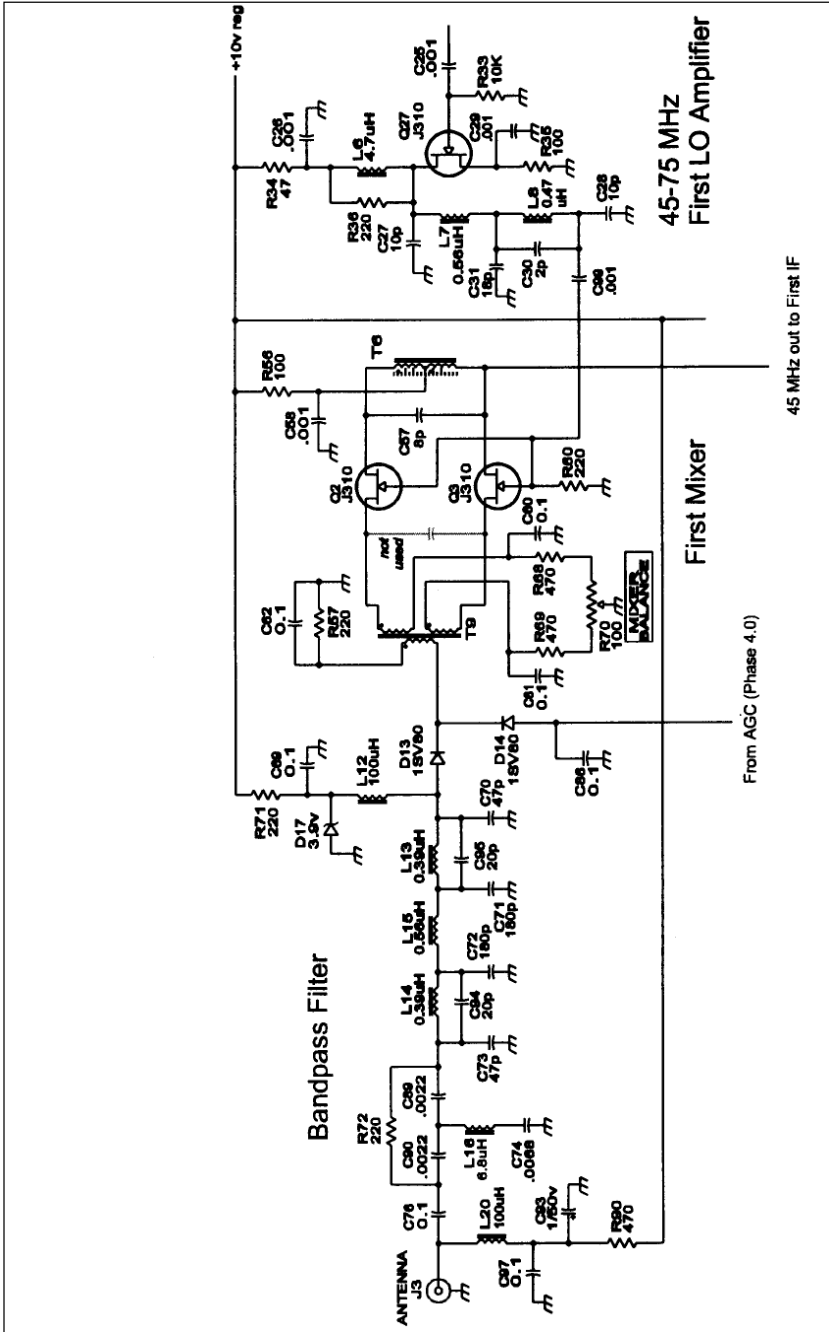 +10v reg
R71
220
C69
0.1
D17
3.9v
L12
100uH
C62
0.1
R57
220
R56
100
C58
.001
R34
47
C26
.001
R36
220
L6
4.7uH
C27
10p
Q27
J310
C25
.001
R33
10K
C29
.001
R35
100
L7
0.56uH
L8
0.47
uH
C31
18p
C30
2p
C28
10p
C99
.001
45-75 MHz
First LO Amplifier
Bandpass Filter
R72
220
ANTENNA
J3
C76
0.1
C90
.0022
C89
.0022
L14
0.39uH
L15
0.56uH
L13
0.39uH
D13
1SV80
T9
not
used
Q2
J310
C57
8p
T6
Q3
J310
L20
100uH
L16
6.8uH
C74
.0068
C73
47p
C94
20p
C72
180p
C71
180p
C95
20p
C70
47p
D14
1SV80
C86
0.1
C61
0.1
R69
470
R68
470
C60
0.1
R70
100
MIXER
BALANCE
R60
220
C97
0.1
C93
1/50v
R90
470
First Mixer
From AGC (Phase 4.0)
45 MHz out to First IF